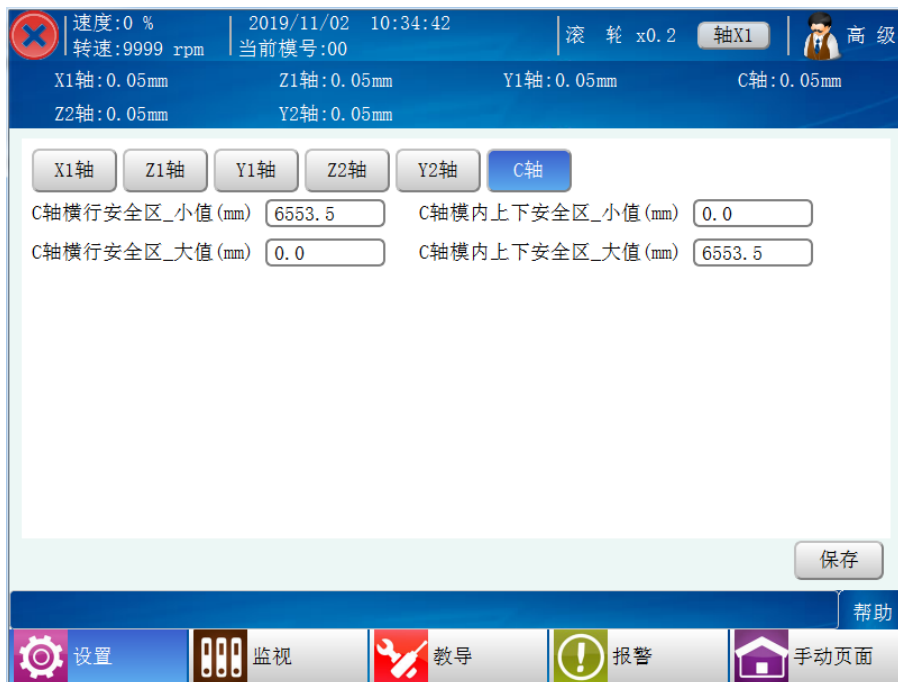 速度:0 % 2019/11/02 10:34:42 滚 轮 x0.2 轴X1 高 级
转速:9999 rpm 当前模号:00
X1轴:0.05mm Z1轴:0.05mm Y1轴:0.05mm C轴:0.05mm
Z2轴:0.05mm Y2轴:0.05mm
X1轴 Z1轴 Y1轴 Z2轴 Y2轴 C轴
C轴横行安全区_小值(mm) 6553.5 C轴模内上下安全区_小值(mm) 0.0
C轴横行安全区_大值(mm) 0.0 C轴模内上下安全区_大值(mm) 6553.5
保存
帮助
设置 监视 教导 报警 手动页面